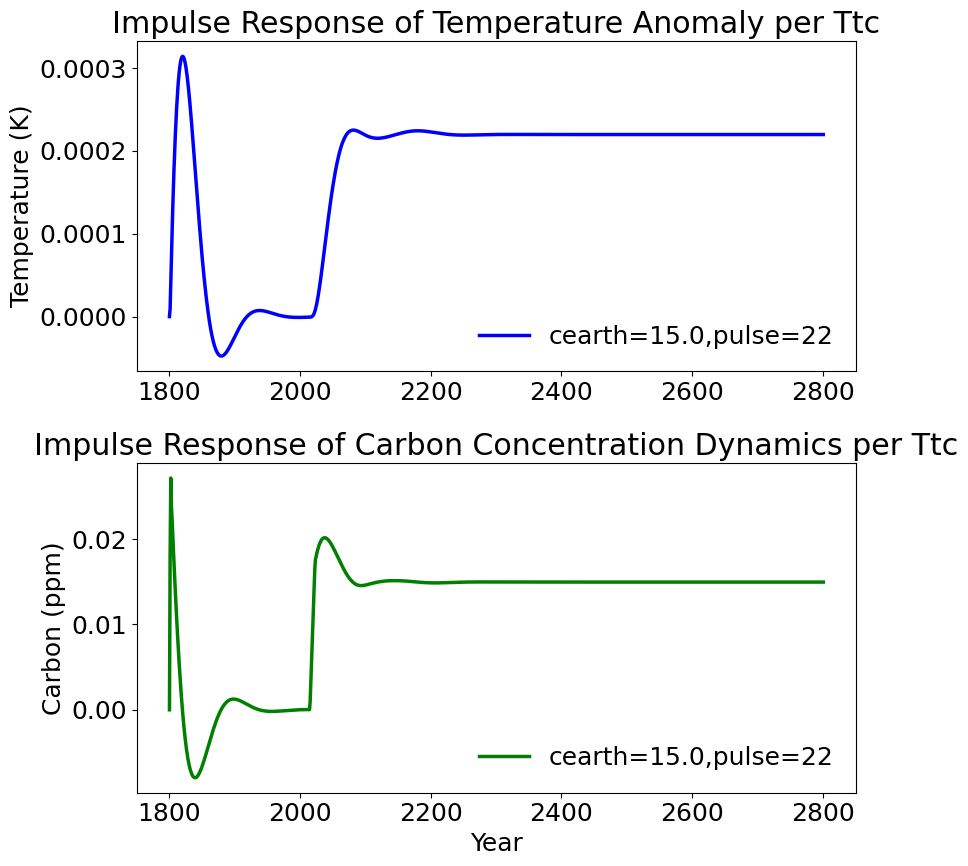 Impulse Response of Temperature Anomaly per Ttc
Temperature (K)
0.0003
0.0002
0.0001
0.0000
cearth=15.0,pulse=22
1800 2000 2200 2400 2600 2800
Impulse Response of Carbon Concentration Dynamics per Ttc
Carbon (ppm)
0.02
0.01
0.00
cearth=15.0,pulse=22
1800 2000 2200 2400 2600 2800
Year